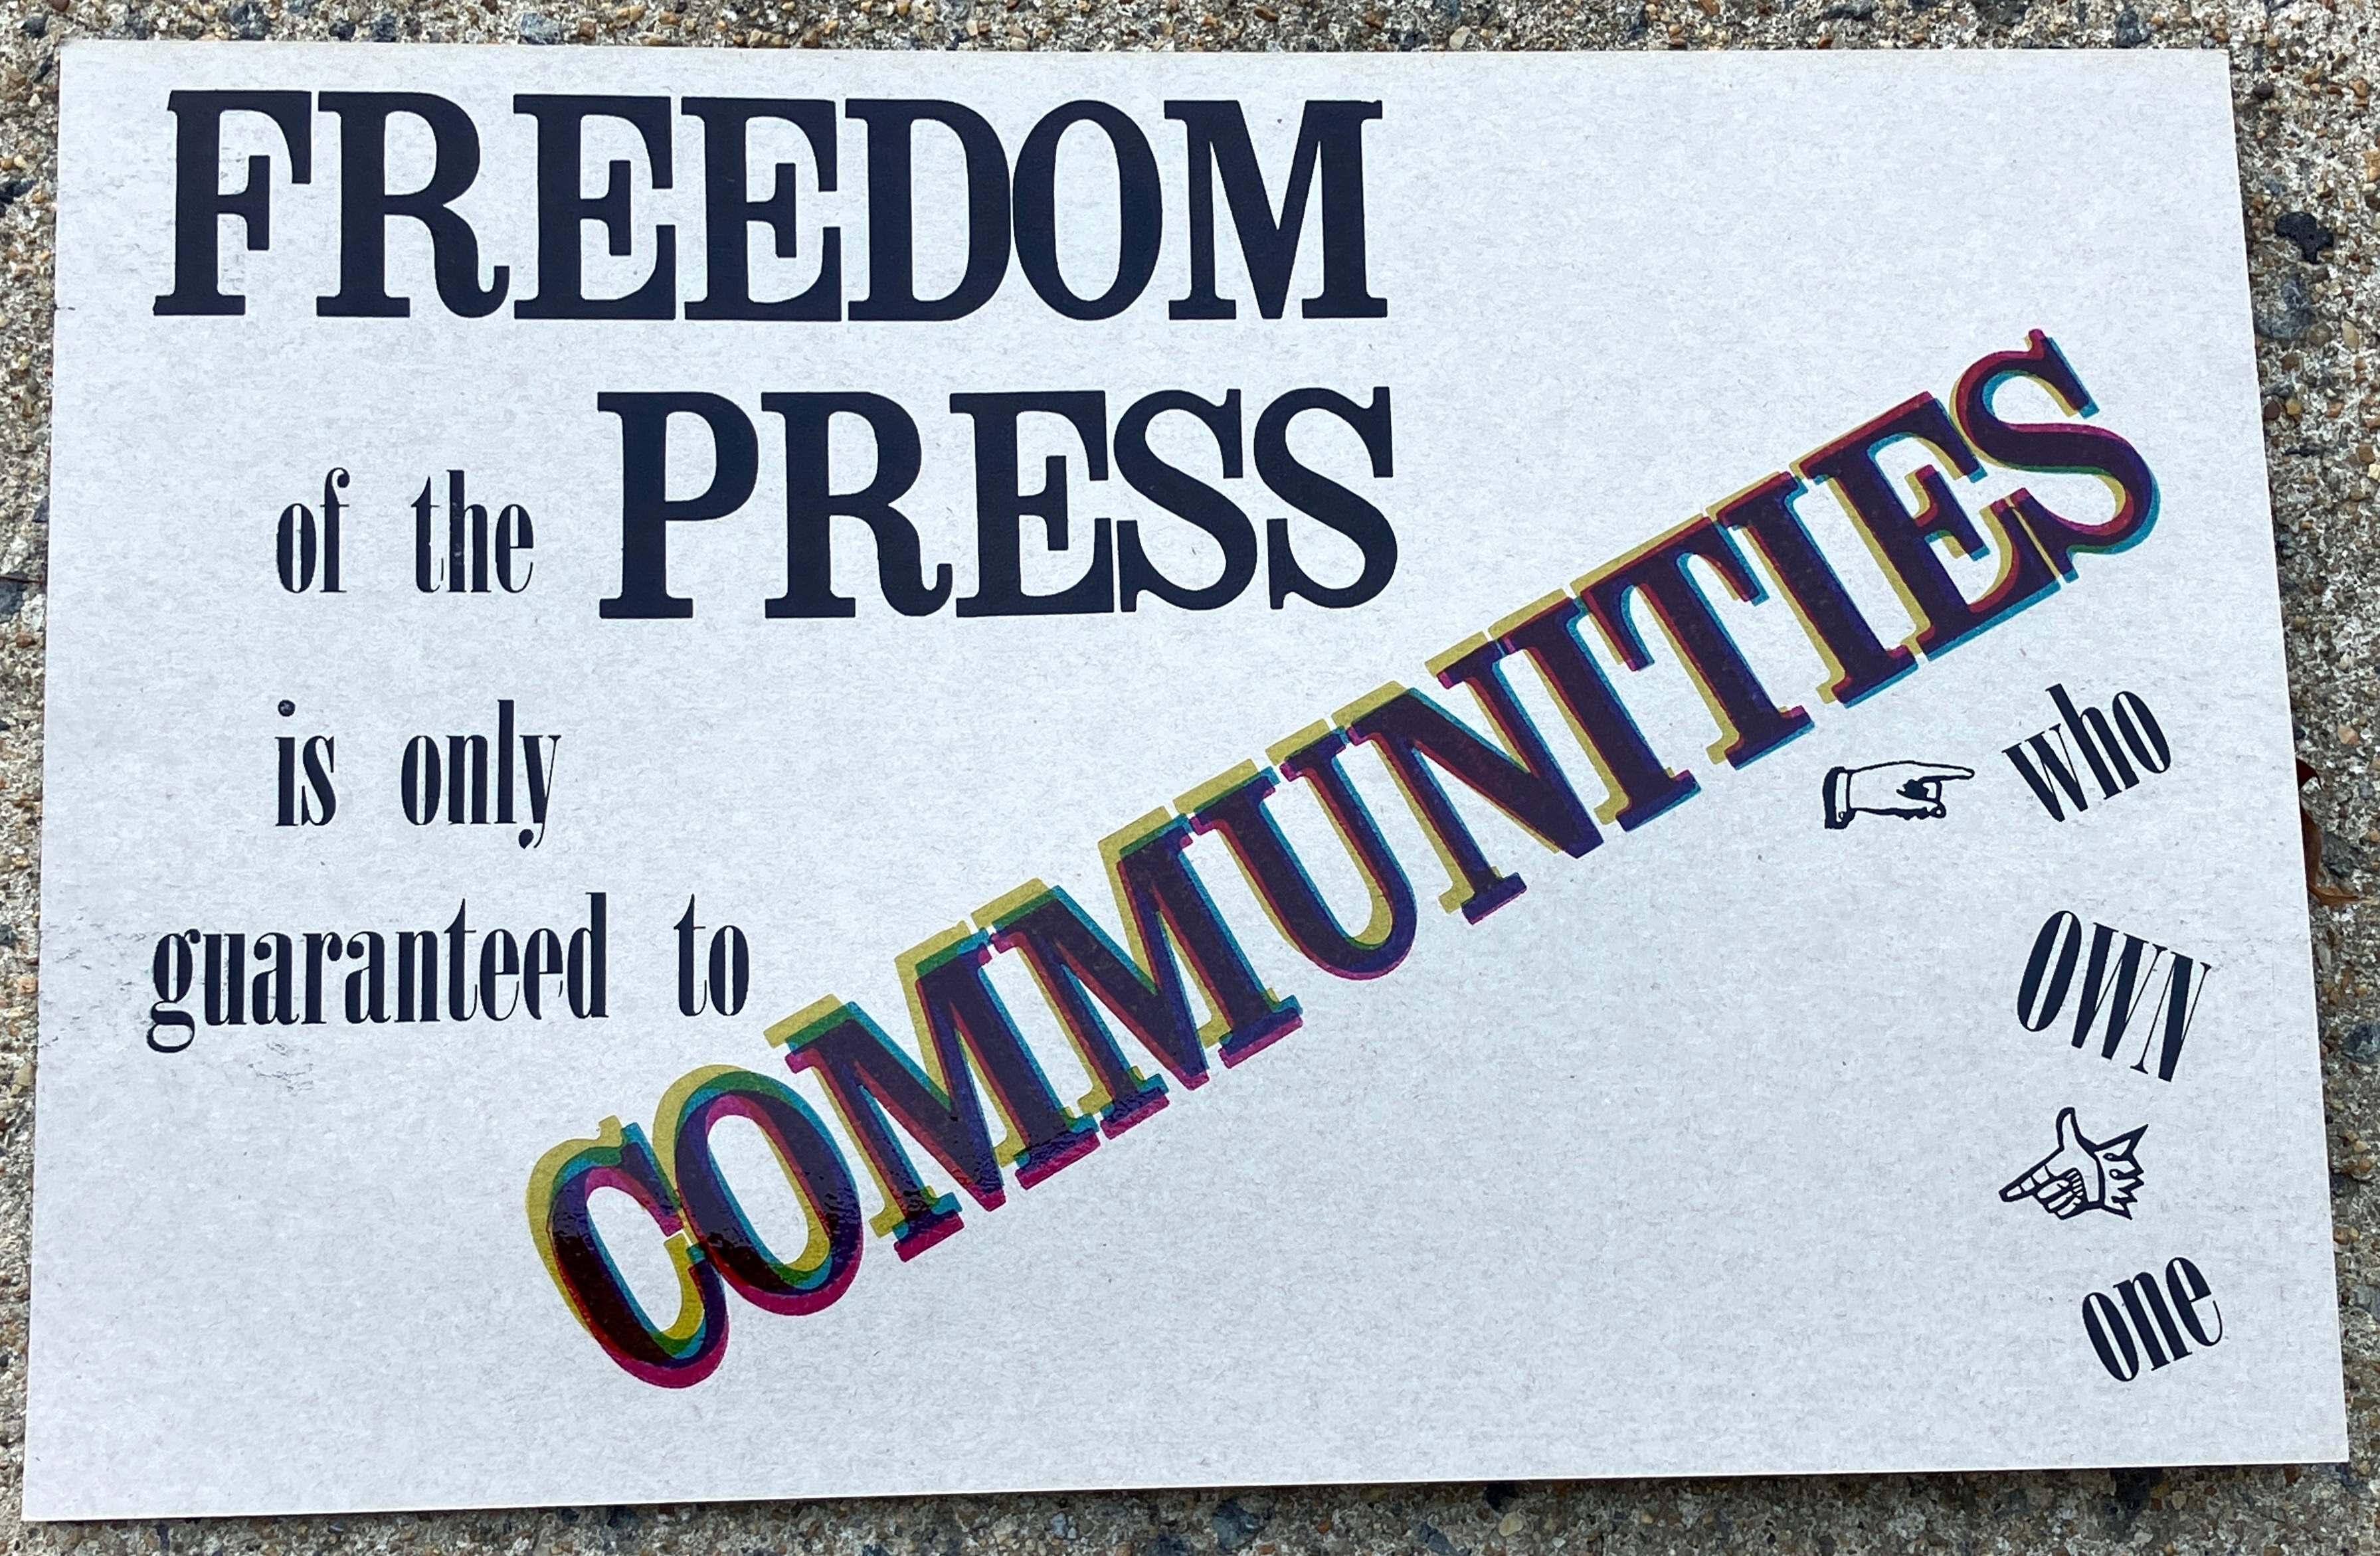 FREEDOM
of the PRESS
is only
guaranteed to
COMMUNITIES
who
OWN
one